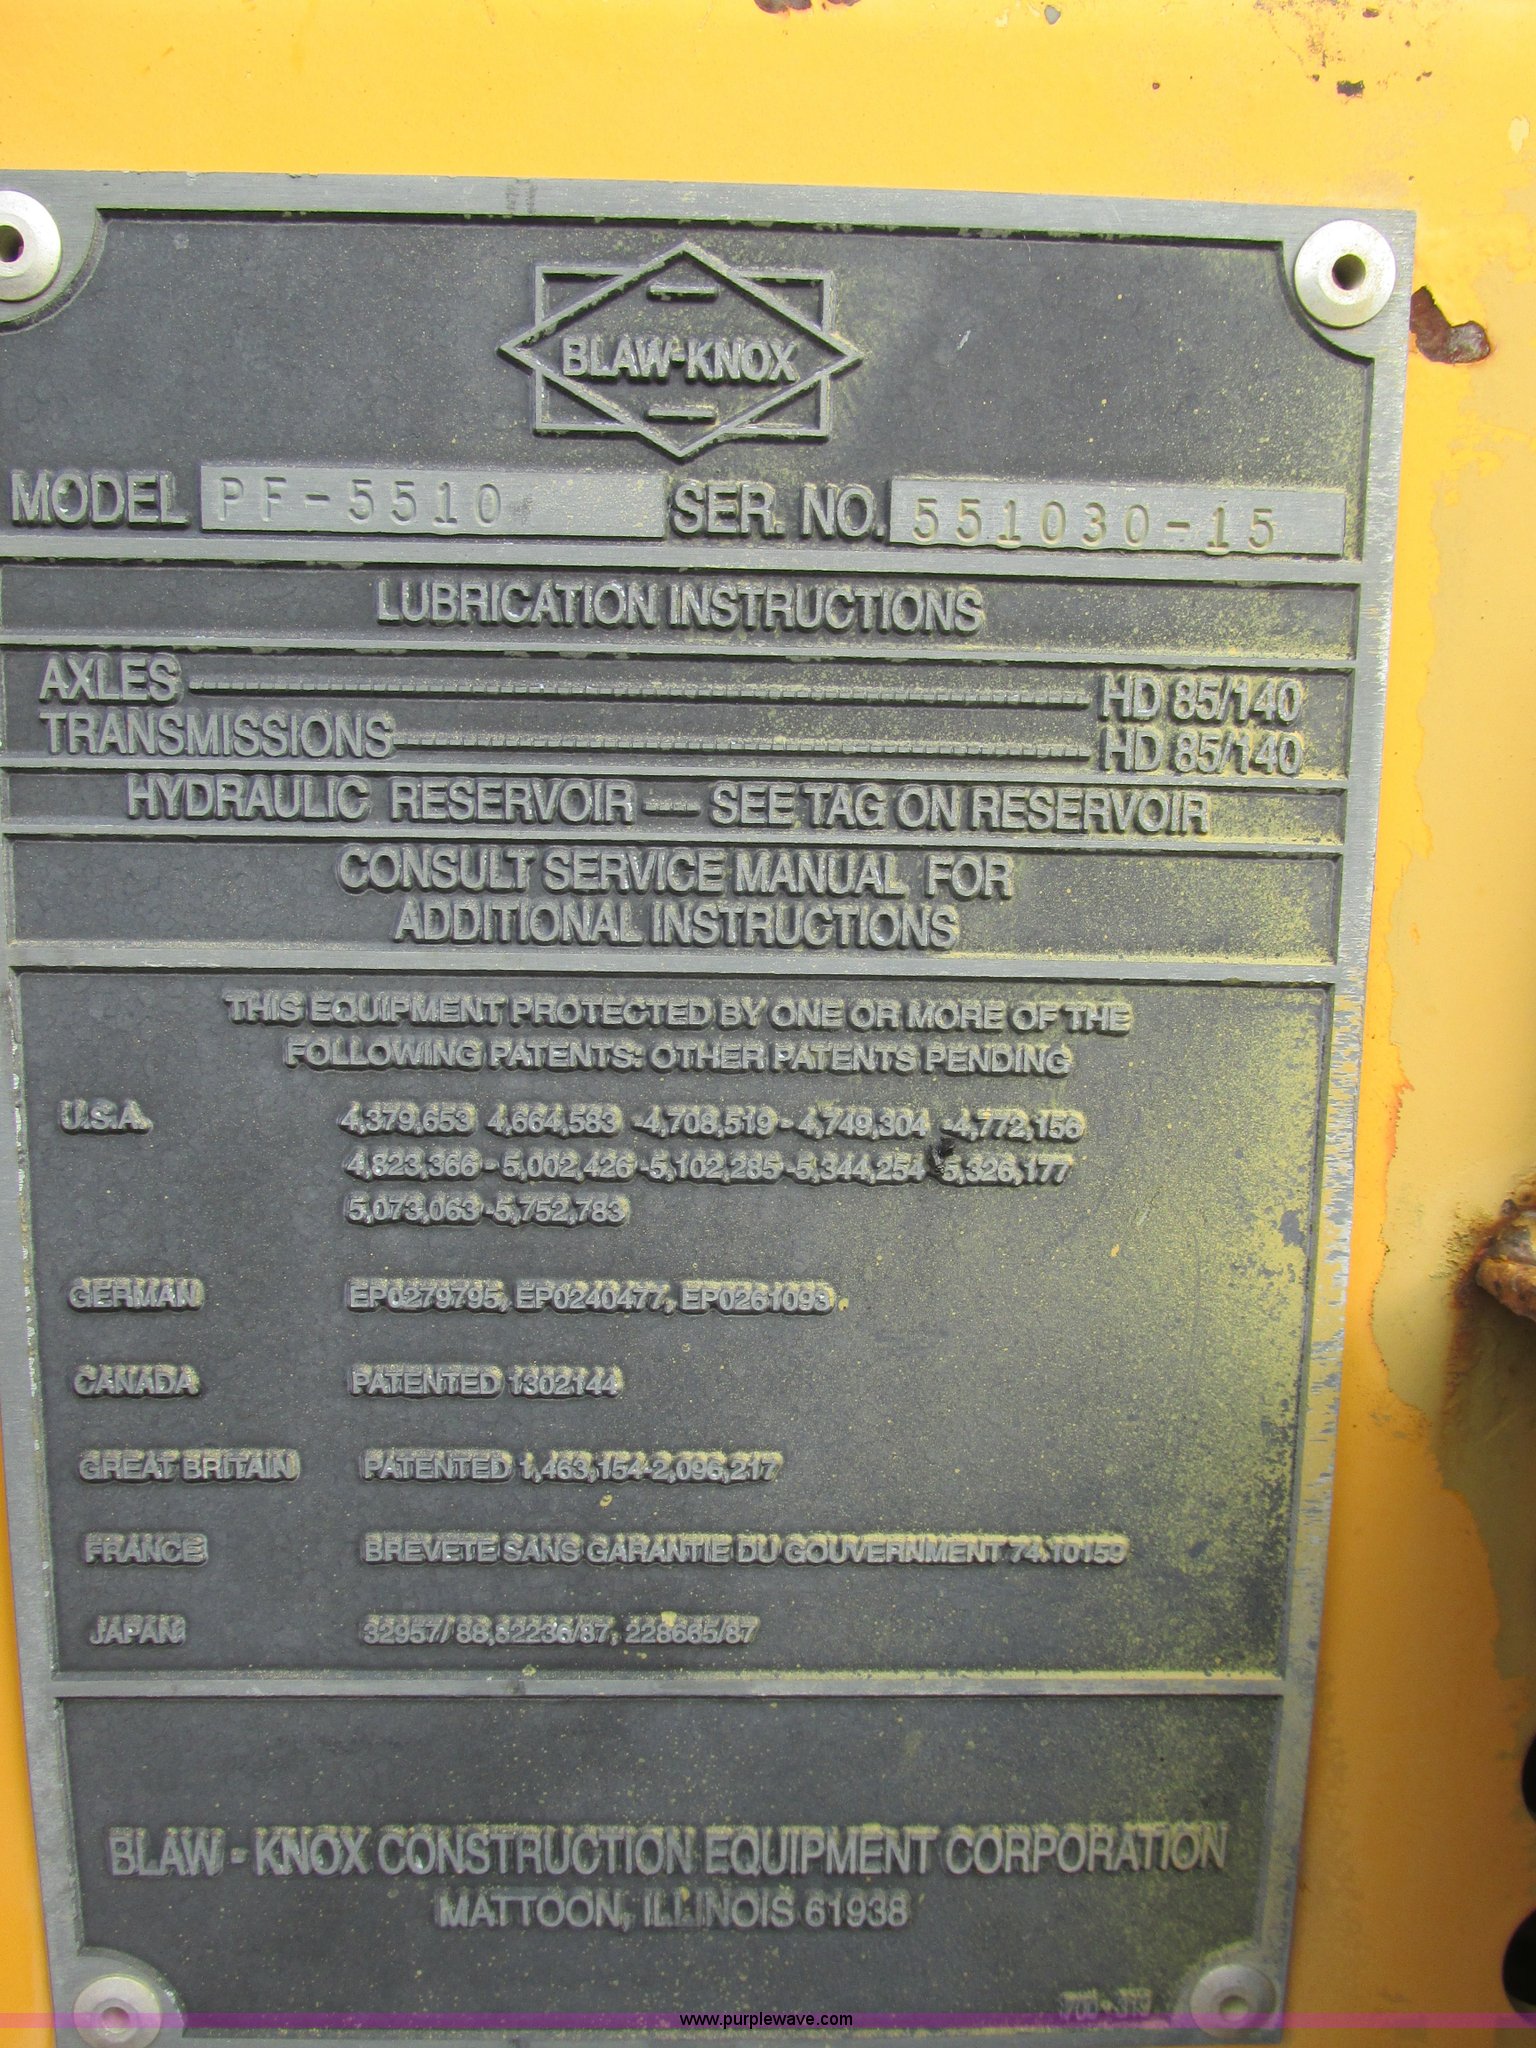 BLAW-KNOX
MODEL PF-5510 SER. NO. 551030-15
LUBRICATION INSTRUCTIONS
AXLES HD 85/140
TRANSMISSIONS HD 85/140
HYDRAULIC RESERVOIR — SEE TAG ON RESERVOIR
CONSULT SERVICE MANUAL FOR
ADDITIONAL INSTRUCTIONS
THIS EQUIPMENT PROTECTED BY ONE OR MORE OF THE
FOLLOWING PATENTS: OTHER PATENTS PENDING
U.S.A. 4,379,653 4,664,583 -4,708,519 - 4,749,304 -4,772,156
4,823,366 - 5,002,426 -5,102,285 -5,344,254 -5,326,177
5,073,063 -5,752,783
GERMAN EP0279795, EP0240477, EP0261093
CANADA PATENTED 1302144
GREAT BRITAIN PATENTED 1,463,154-2,096,217
FRANCE BREVETE SANS GARANTIE DU GOUVERNMENT 74.10159
JAPAN: 32957/ 88,62236/87, 228665/87
BLAW - KNOX CONSTRUCTION EQUIPMENT CORPORATION
MATTOON, ILLINOIS 61938
www.purplewave.com